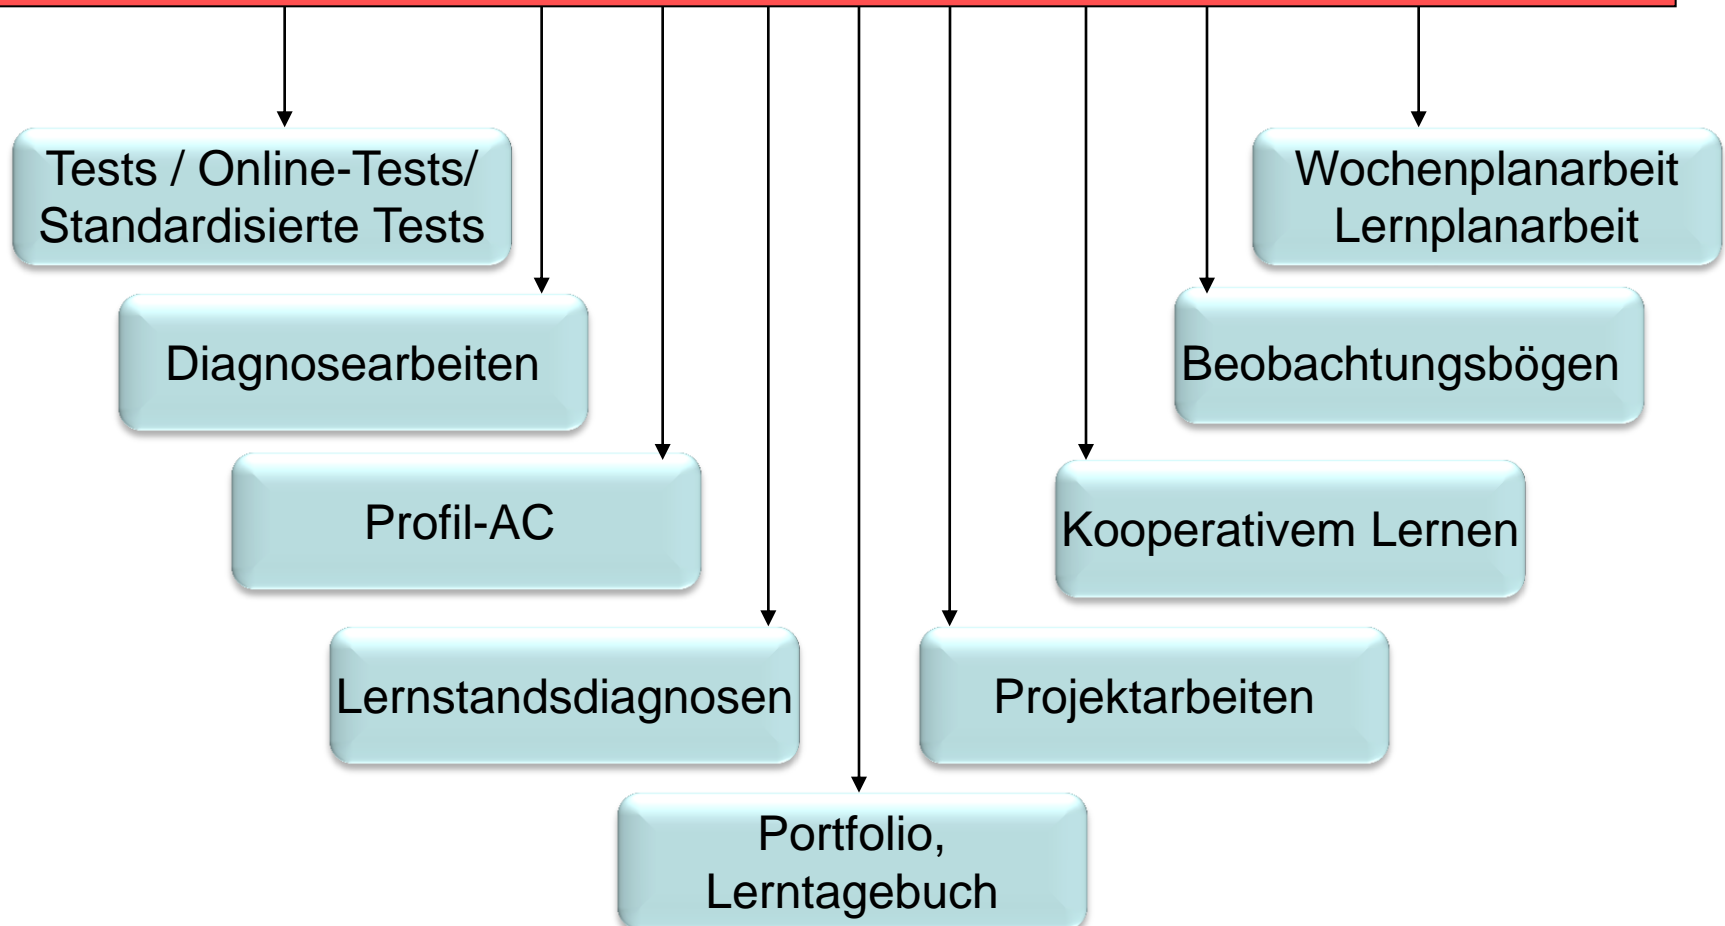 Tests / Online-Tests/
Standardisierte Tests
Wochenplanarbeit
Lernplanarbeit
Diagnosearbeiten
Beobachtungsbögen
Profil-AC
Kooperativem Lernen
Lernstandsdiagnosen
Projektarbeiten
Portfolio,
Lerntagebuch